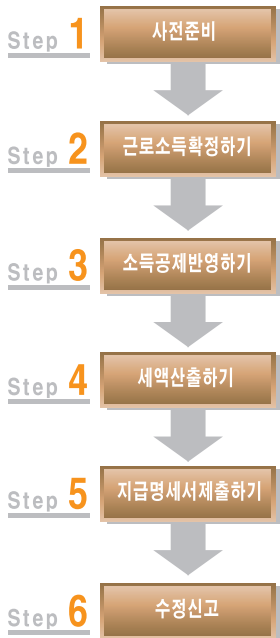 Step 1 사전준비
Step 2 근로소득확정하기
Step 3 소득공제반영하기
Step 4 세액산출하기
Step 5 지급명세서제출하기
Step 6 수정신고